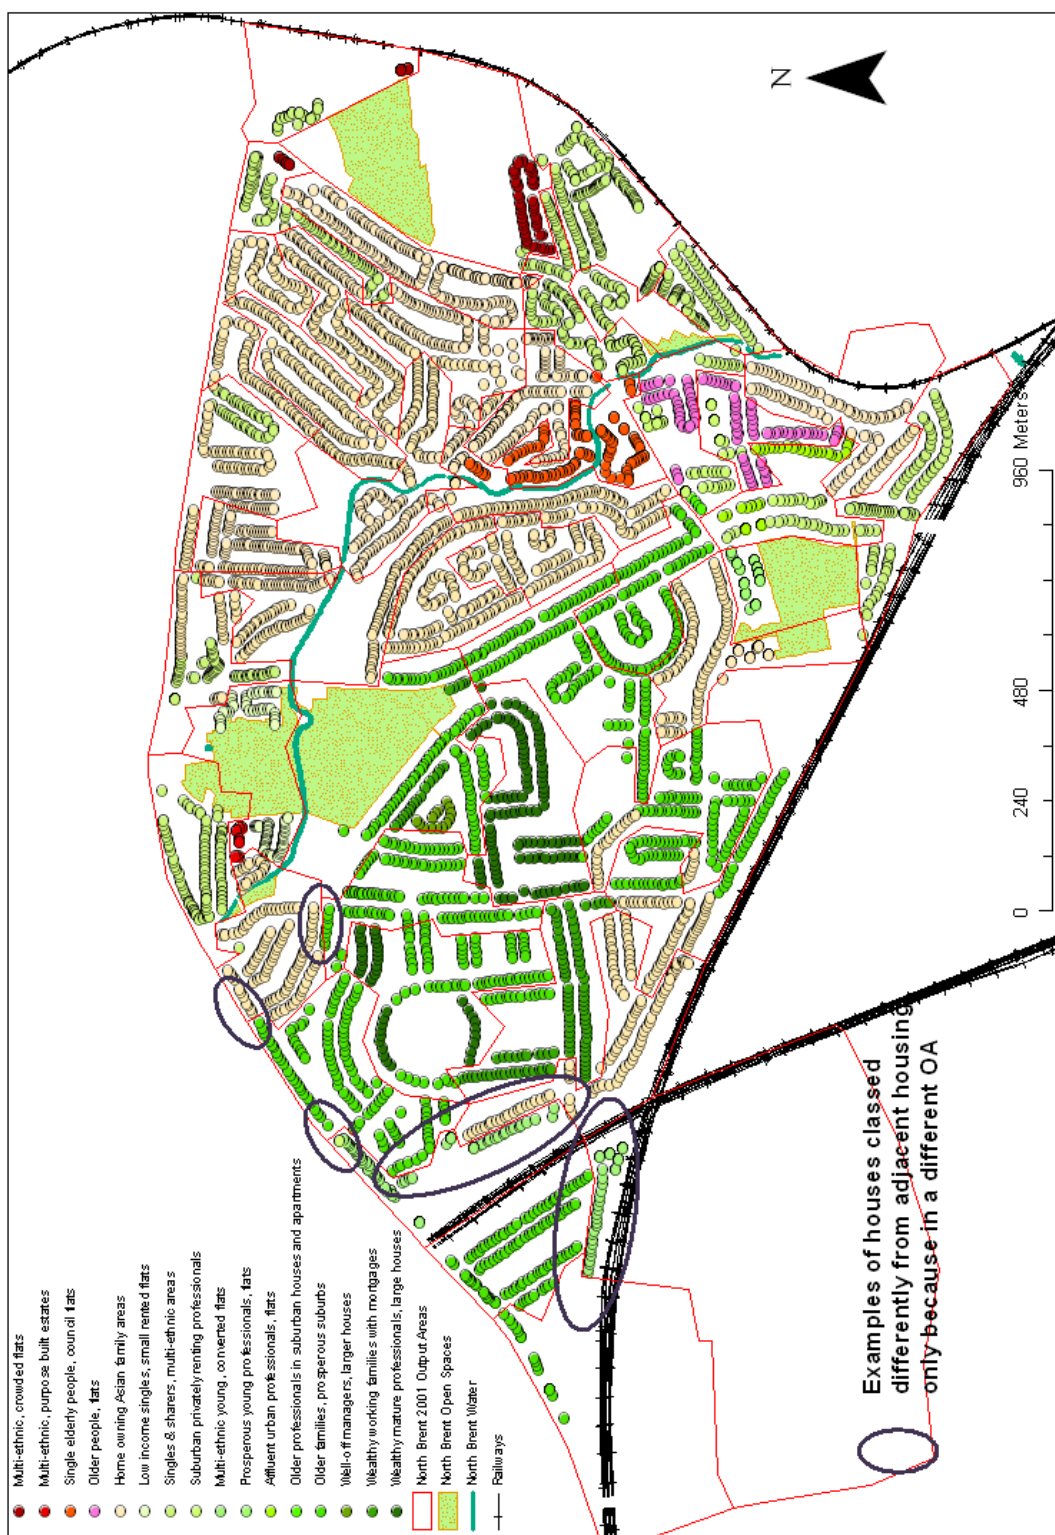 Multi-ethnic, crowded flats
Multi-ethnic, purpose built estates
Single elderly people, council flats
Older people, flats
Home owning Asian family areas
Low income singles, small rented flats
Singles & sharers, multi-ethnic areas
Suburban privately renting professionals
Multi-ethnic young, converted flats
Prosperous young professionals, flats
Affluent urban professionals, flats
Older professionals in suburban houses and apartments
Older families, prosperous suburbs
Well-off managers, larger houses
Wealthy working families with mortgages
Wealthy mature professionals, large houses
North Brent 2001 Output Areas
North Brent Open Spaces
North Brent Water
Railways
N
0 240 480 960 Meters
Examples of houses classed
differently from adjacent housing
only because in a different OA